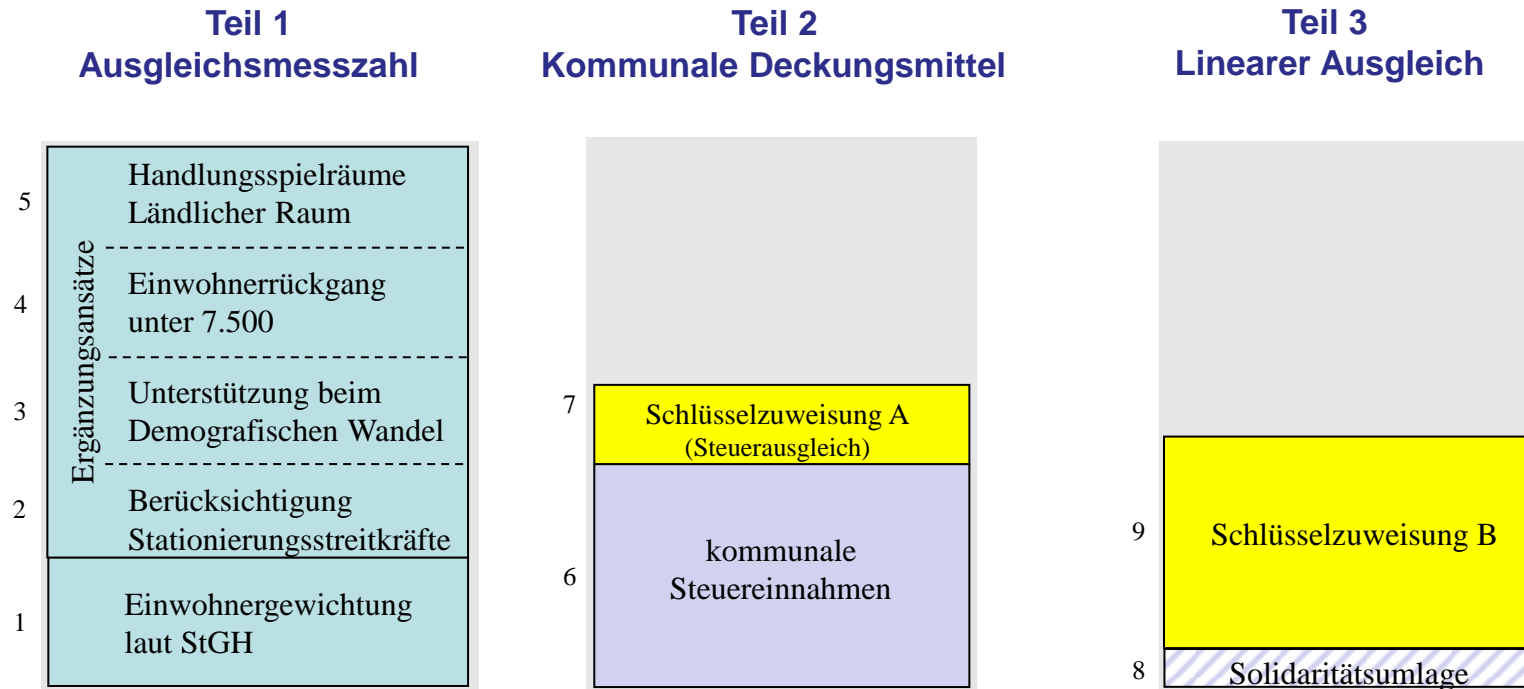 Teil 1
Ausgleichsmesszahl
5
Handlungsspielräume
Ländlicher Raum
4
Einwohnerrückgang
unter 7.500
3
Unterstützung beim
Demografischen Wandel
2
Berücksichtigung
Stationierungsstreitkräfte
Ergänzungsansätze
1
Einwohnergewichtung
laut StGH
Teil 2
Kommunale Deckungsmittel
7
Schlüsselzuweisung A
(Steuerausgleich)
6
kommunale
Steuereinnahmen
Teil 3
Linearer Ausgleich
9
Schlüsselzuweisung B
8
Solidaritätsumlage